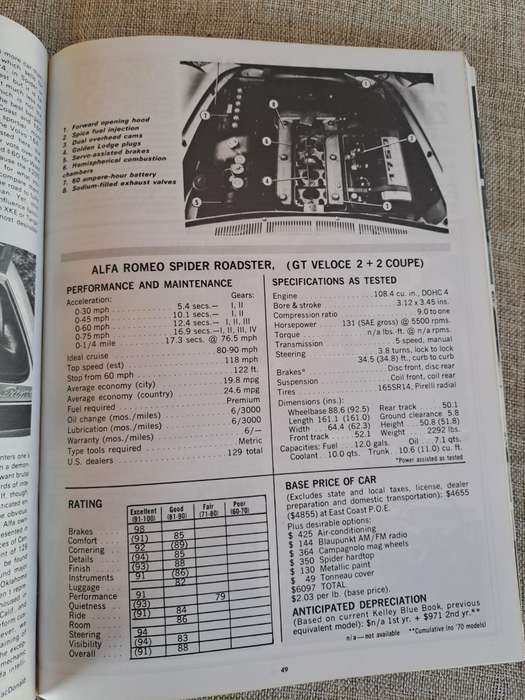 1. Forward opening hood
2. Spica fuel injection
3. Dual overhead cams
4. Golden Lodge plugs
5. Servo-assisted brakes
6. Hemispherical combustion
chambers
7. 60 ampere-hour battery
8. Sodium-filled exhaust valves
ALFA ROMEO SPIDER ROADSTER, (GT VELOCE 2 + 2 COUPE)
PERFORMANCE AND MAINTENANCE
Acceleration: Gears:
0-30 mph 5.4 secs.— I, II
0-45 mph 10.1 secs.— I, II
0-60 mph 12.4 secs.— I, II, III
0-75 mph 16.9 secs.—I, II, III, IV
0-1/4 mile 17.3 secs. @ 76.5 mph
Ideal cruise 80-90 mph
Top speed (est) 118 mph
Stop from 60 mph 122 ft.
Average economy (city) 19.8 mpg
Average economy (country) 24.6 mpg
Fuel required Premium
Oil change (mos./miles) 6/3000
Lubrication (mos./miles) 6/3000
Warranty (mos./miles) 6/—
Type tools required Metric
U.S. dealers 129 total
RATING
Excellent (91-100) Good (81-90) Fair (71-80) Poor (60-70)
Brakes 98
Comfort (91) 85
Cornering 92 (89)
Details (94) 85
Finish (93) 88
Instruments 91 (86)
Luggage 82
Performance 91
Quietness (93) 79
Ride (91) 84
Room 86
Steering 94
Visibility (94) 83
Overall (91) 88
SPECIFICATIONS AS TESTED
Engine 108.4 cu. in., DOHC 4
Bore & stroke 3.12 x 3.45 ins.
Compression ratio 9.0 to one
Horsepower 131 (SAE gross) @ 5500 rpms.
Torque n/a lbs.-ft. @ n/a rpms.
Transmission 5-speed, manual
Steering 3.8 turns, lock to lock
34.5 (34.8) ft., curb to curb
Brakes* Disc front, disc rear
Suspension Coil front, coil rear
Tires 165SR14, Pirelli radial
Dimensions (ins.):
Wheelbase 88.6 (92.5) Rear track 50.1
Length 161.1 (161.0) Ground clearance 5.8
Width 64.4 (62.3) Height 50.8 (51.8)
Front track 52.1 Weight 2292 lbs.
Capacities: Fuel 12.0 gals. Oil 7.1 qts.
Coolant 10.0 qts. Trunk 10.6 (11.0) cu. ft.
*Power assisted as tested
BASE PRICE OF CAR
(Excludes state and local taxes, license, dealer
preparation and domestic transportation): $4655
($4855) at East Coast P.O.E.
Plus desirable options:
$ 425 Air-conditioning
$ 144 Blaupunkt AM/FM radio
$ 364 Campagnolo mag wheels
$ 350 Spider hardtop
$ 130 Metallic paint
$ 49 Tonneau cover
$6097 TOTAL
$2.03 per lb. (base price).
ANTICIPATED DEPRECIATION
(Based on current Kelley Blue Book, previous
equivalent model): $n/a 1st yr. + $971 2nd yr.**
n/a—not available **Cumulative (no '70 models)
49